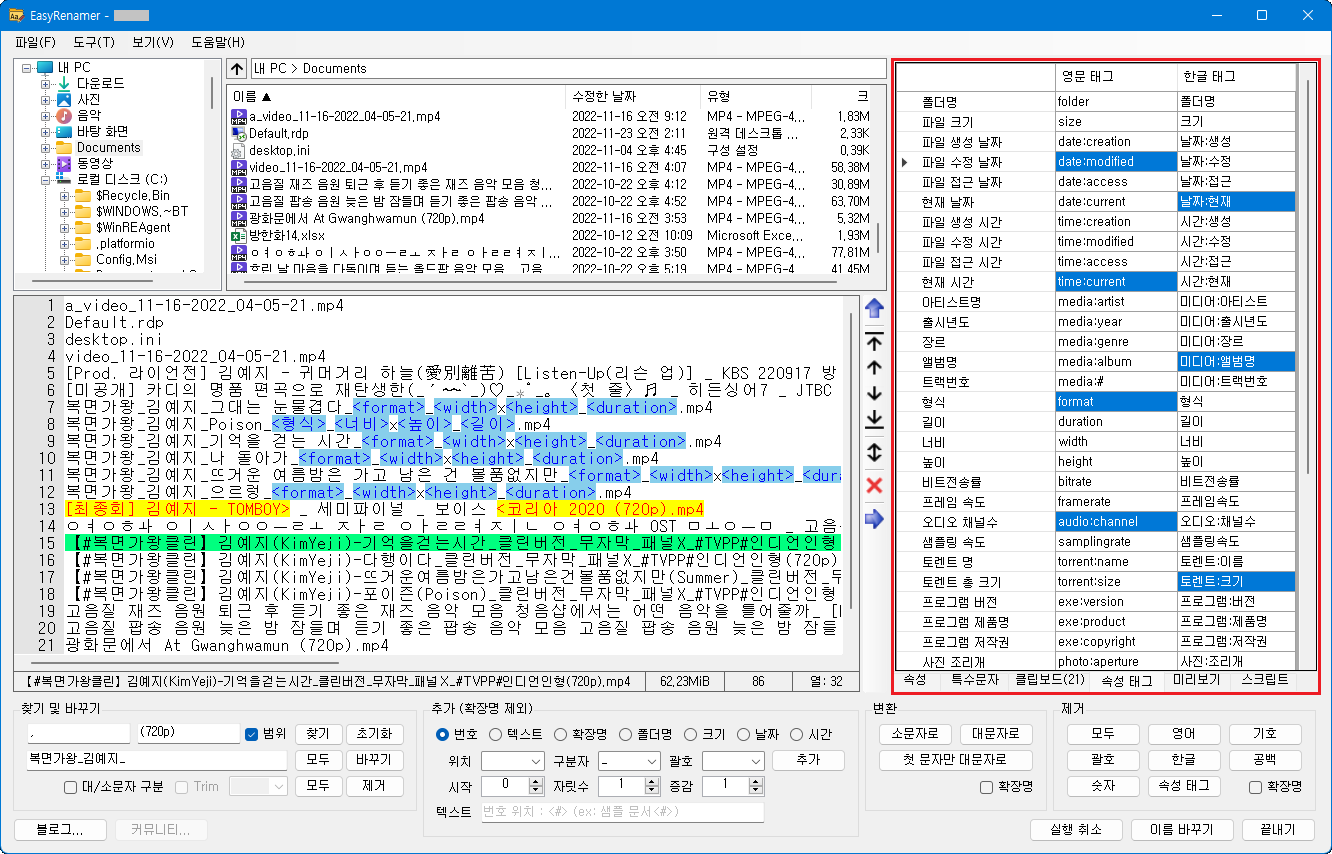 EasyRenamer -
파일(F) 도구(T) 보기(V) 도움말(H)
내 PC
다운로드
사진
음악
바탕 화면
Documents
동영상
로컬 디스크 (C:)
$Recycle.Bin
$WINDOWS.~BT
$WinREAgent
.platformio
Config.Msi
내 PC > Documents
이름 ▲ 수정한 날짜 유형 크
a_video_11-16-2022_04-05-21.mp4 2022-11-16 오전 9:12 MP4 - MPEG-4... 1.83M
Default.rdp 2022-11-23 오전 2:11 원격 데스크톱 ... 2.33K
desktop.ini 2022-11-04 오후 4:45 구성 설정 0.39K
video_11-16-2022_04-05-21.mp4 2022-11-16 오전 4:07 MP4 - MPEG-4... 58.38M
고음질 재즈 음원 퇴근 후 듣기 좋은 재즈 음악 모음 청... 2022-10-22 오후 4:12 MP4 - MPEG-4... 30.89M
고음질 팝송 음원 늦은 밤 잠들며 듣기 좋은 팝송 음악 ... 2022-10-22 오후 4:52 MP4 - MPEG-4... 63.70M
광화문에서 At Gwanghwamun (720p).mp4 2022-11-16 오후 3:53 MP4 - MPEG-4... 5.32M
방한화14.xlsx 2022-10-12 오전 10:09 Microsoft Exce... 1.93M
2022-10-22 오후 3:50 MP4 - MPEG-4... 77.81M
흐린 날 마음을 다독이며 듣는 올드팝 음악 모음 _ 고음... 2022-10-22 오후 5:19 MP4 - MPEG-4... 41.45M
1 a_video_11-16-2022_04-05-21.mp4
2 Default.rdp
3 desktop.ini
4 video_11-16-2022_04-05-21.mp4
5 [Prod. 라이언전] 김예지 - 귀머거리 하늘(愛別離苦) [Listen-Up(리슨 업)] _ KBS 220917 방
6 [미공개] 카디의 명품 편곡으로 재탄생한 〈첫 줄〉♬ _ 히든싱어7 _ JTBC
7 복면가왕_김예지_그대는 눈물겹다_<format>_<width>x<height>_<duration>.mp4
8 복면가왕_김예지_Poison_<형식>_<너비>x<높이>_<길이>.mp4
9 복면가왕_김예지_기억을 걷는 시간_<format>_<width>x<height>_<duration>.mp4
10 복면가왕_김예지_나 돌아가_<format>_<width>x<height>_<duration>.mp4
11 복면가왕_김예지_뜨거운 여름밤은 가고 남은 건 볼품없지만_<format>_<width>x<height>_<dur
12 복면가왕_김예지_으르렁_<format>_<width>x<height>_<duration>.mp4
13 [최종회] 김예지 - TOMBOY> _ 세미파이널 _ 보이스 <코리아 2020 (720p).mp4
14 OST _ 고음
15 【#복면가왕클린】김예지(KimYeji)-기억을걷는시간_클린버전_무자막_패널X_#TVPP#인디언인형
16 【#복면가왕클린】김예지(KimYeji)-다행이다_클린버전_무자막_패널X_#TVPP#인디언인형(720p)
17 【#복면가왕클린】김예지(KimYeji)-뜨거운여름밤은가고남은건볼품없지만(Summer)_클린버전_무
18 【#복면가왕클린】김예지(KimYeji)-포이즌(Poison)_클린버전_무자막_패널X_#TVPP#인디언인형
19 고음질 재즈 음원 퇴근 후 듣기 좋은 재즈 음악 모음 청음샵에서는 어떤 음악을 틀어줄까_ [
20 고음질 팝송 음원 늦은 밤 잠들며 듣기 좋은 팝송 음악 모음 고음질 팝송 음원 늦은 밤 잠들
21 광화문에서 At Gwanghwamun (720p).mp4
【#복면가왕클린】김예지(KimYeji)-기억을걷는시간_클린버전_무자막_패널X_#TVPP#인디언인형(720p).mp4 62.23MiB 86 열: 32
영문 태그 한글 태그
폴더명 folder 폴더명
파일 크기 size 크기
파일 생성 날짜 date:creation 날짜:생성
파일 수정 날짜 date:modified 날짜:수정
파일 접근 날짜 date:access 날짜:접근
현재 날짜 date:current 날짜:현재
파일 생성 시간 time:creation 시간:생성
파일 수정 시간 time:modified 시간:수정
파일 접근 시간 time:access 시간:접근
현재 시간 time:current 시간:현재
아티스트명 media:artist 미디어:아티스트
출시년도 media:year 미디어:출시년도
장르 media:genre 미디어:장르
앨범명 media:album 미디어:앨범명
트랙번호 media:# 미디어:트랙번호
형식 format 형식
길이 duration 길이
너비 width 너비
높이 height 높이
비트전송률 bitrate 비트전송률
프레임 속도 framerate 프레임속도
오디오 채널수 audio:channel 오디오:채널수
샘플링 속도 samplingrate 샘플링속도
토렌트 명 torrent:name 토렌트:이름
토렌트 총 크기 torrent:size 토렌트:크기
프로그램 버전 exe:version 프로그램:버전
프로그램 제품명 exe:product 프로그램:제품명
프로그램 저작권 exe:copyright 프로그램:저작권
사진 조리개 photo:aperture 사진:조리개
속성 특수문자 클립보드(21) 속성 태그 미리보기 스크립트
찾기 및 바꾸기
. (720p) 범위 찾기 초기화
복면가왕_김예지_ 모두 바꾸기
대/소문자 구분 Trim 모두 제거
추가 (확장명 제외)
번호 텍스트 확장명 폴더명 크기 날짜 시간
위치 구분자 _ 괄호 추가
시작 0 자릿수 1 증감 1
텍스트 번호 위치 : <#> (ex: 샘플 문서<#>)
변환
소문자로 대문자로
첫 문자만 대문자로
확장명
제거
모두 영어 기호
괄호 한글 공백
숫자 속성 태그 확장명
블로그... 커뮤니티...
실행 취소 이름 바꾸기 끝내기